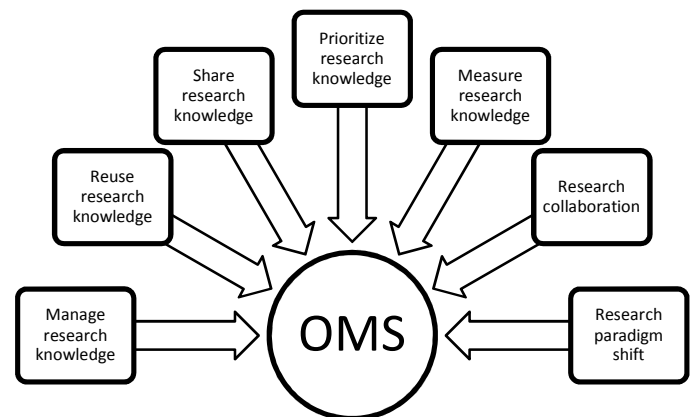 Prioritize
research
knowledge
Share
research
knowledge
Measure
research
knowledge
Reuse
research
knowledge
Research
collaboration
Manage
research
knowledge
OMS
Research
paradigm
shift